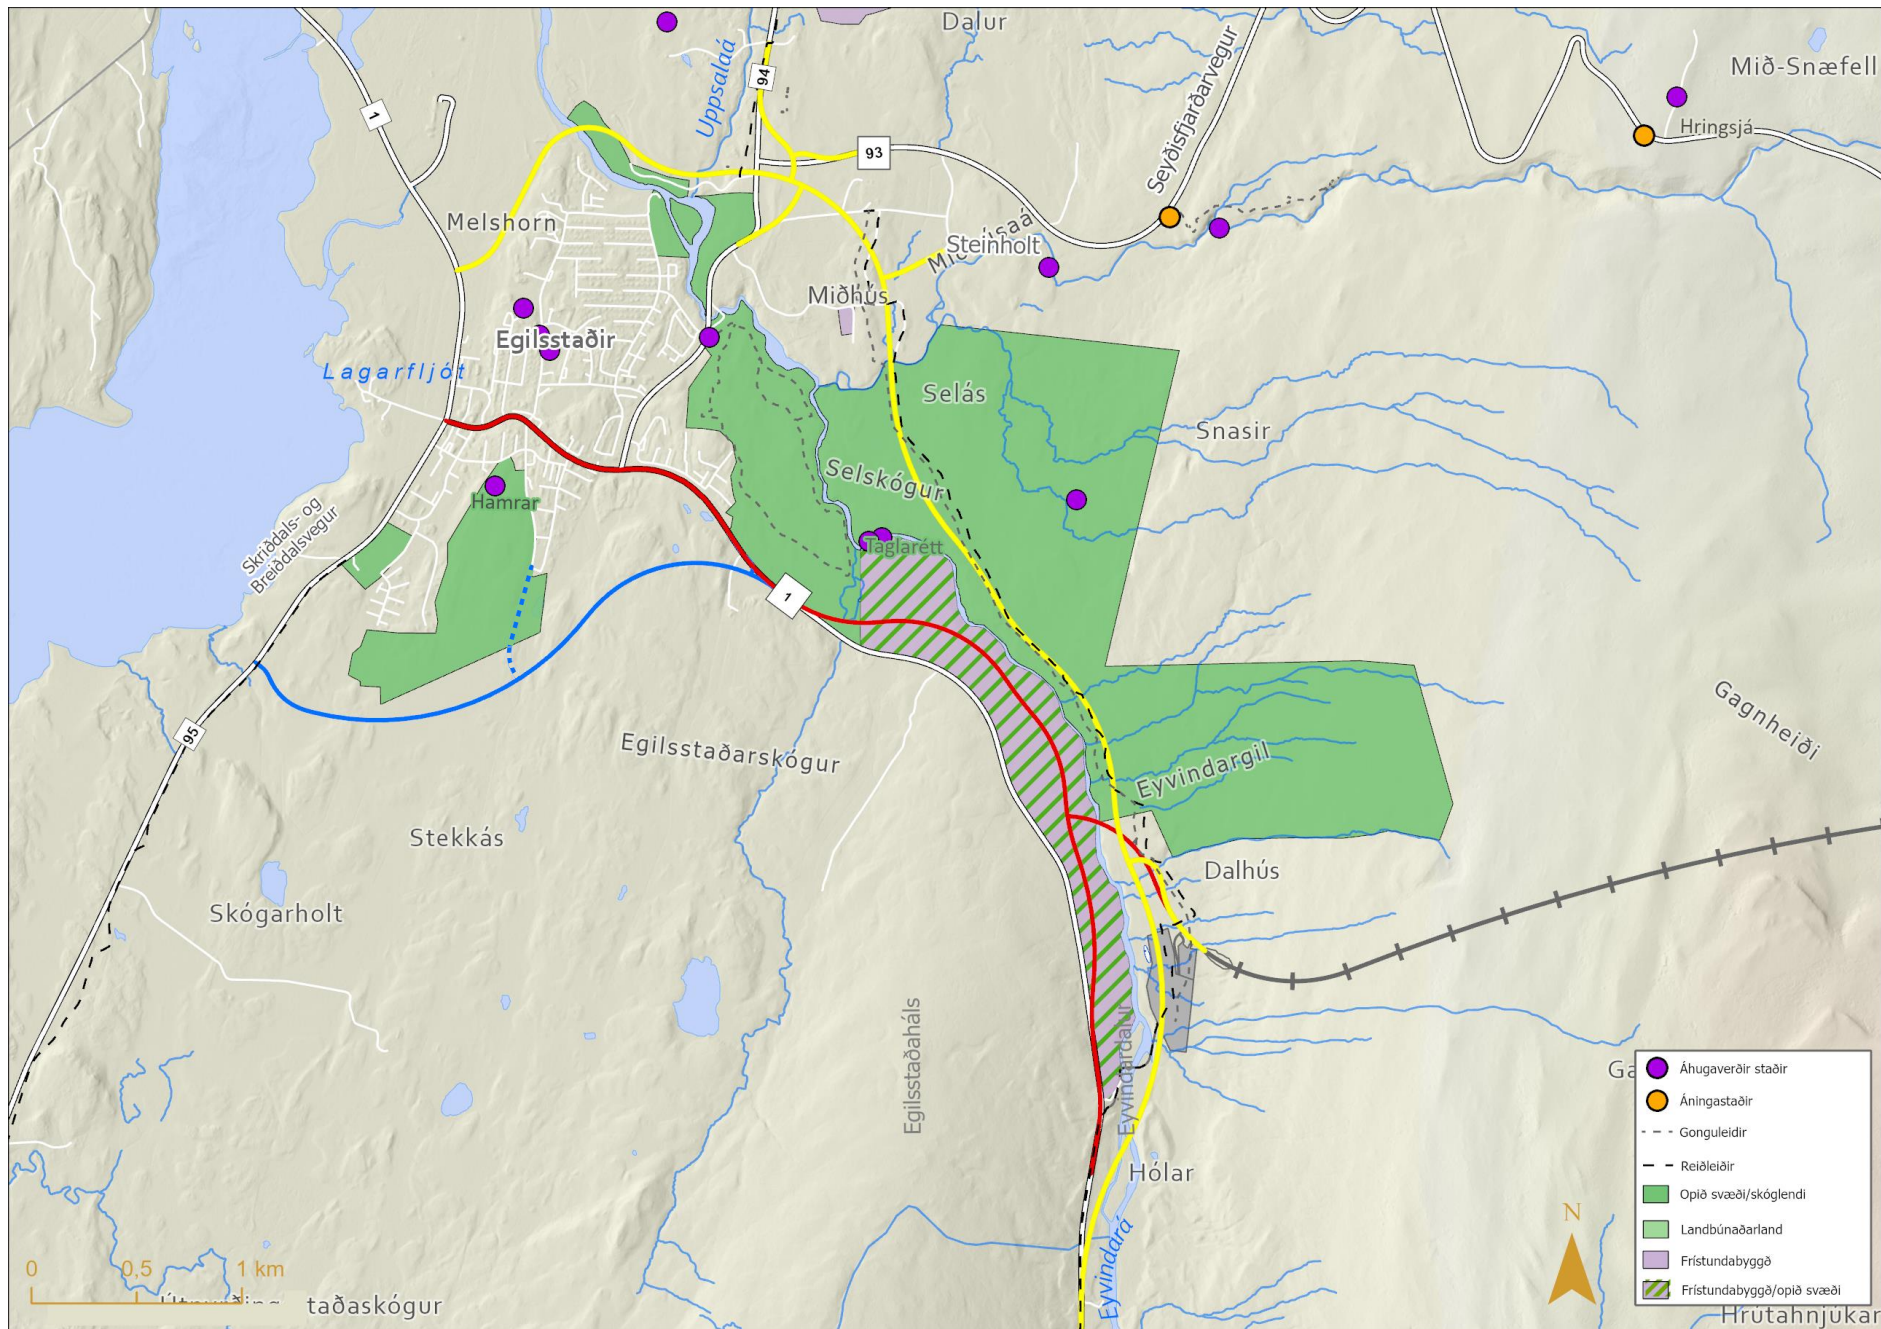 Dalur
Mið-Snæfell
Uppsalaá
94
1
Hringsjá
93
Seyðisfjarðarvegur
Melshorn
Steinholt
Miðhús
Egilsstaðir
Lagarfljót
Selás
Snasir
Selskógur
Hamrar
Skriðdals- og
Breiðdalsvegur
Taglarétt
1
Gagnheiði
95
Egilsstaðarskógur
Eyvindargil
Stekkás
Dalhús
Skógarholt
Egilsstaðaháls
Eyvindardalur
Hólar
Eyvindará
Áhugaverðir staðir
Áningastaðir
Gonguleidir
Reiðleiðir
Opið svæði/skóglendi
Landbúnaðarland
Frístundabyggð
Frístundabyggð/opið svæði
N
0 0,5 1 km
taðaskógur
Hrútahnjúkar